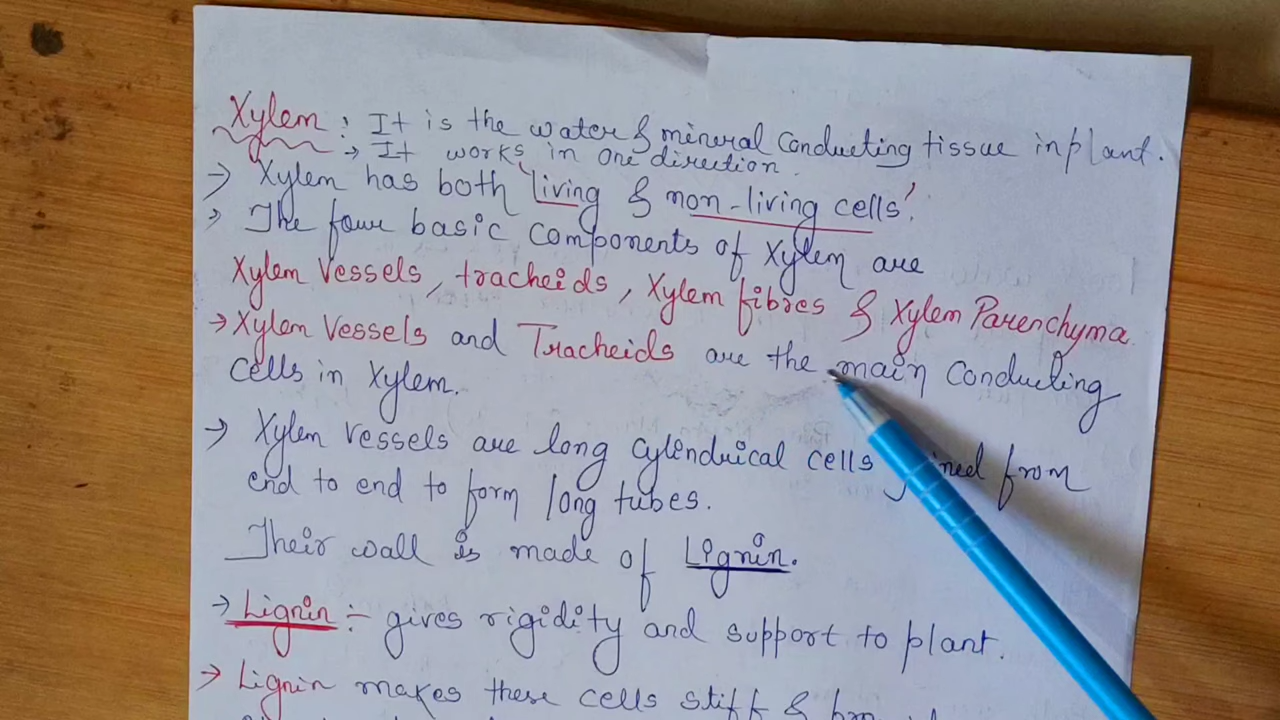 Xylem : It is the water & mineral conducting tissue in plant.
→ It works in one direction.
→ Xylem has both 'living & non-living cells'.
→ The four basic components of Xylem are
Xylem Vessels, tracheids, Xylem fibres & Xylem Parenchyma
→ Xylem Vessels and Tracheids are the main conducting
cells in Xylem.
→ Xylem vessels are long cylindrical cells joined from
end to end to form long tubes.
Their wall is made of Lignin.
→ Lignin :- gives rigidity and support to plant.
→ Lignin makes these cells stiff &